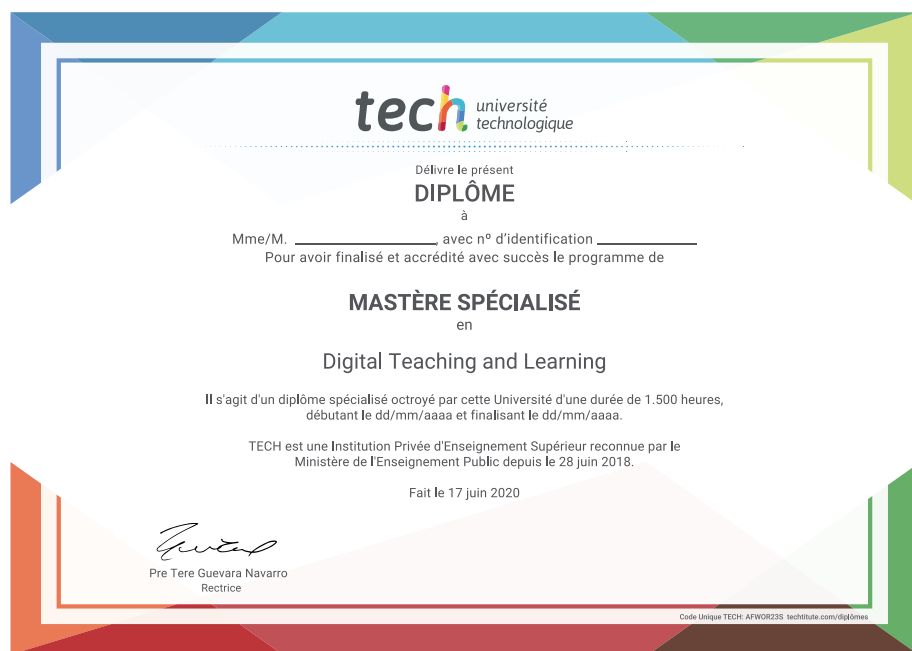 tech université
technologique
Délivre le présent
DIPLÔME
à
Mme/M. , avec nº d'identification
Pour avoir finalisé et accrédité avec succès le programme de
MASTÈRE SPÉCIALISÉ
en
Digital Teaching and Learning
Il s'agit d'un diplôme spécialisé octroyé par cette Université d'une durée de 1.500 heures,
débutant le dd/mm/aaaa et finalisant le dd/mm/aaaa.
TECH est une Institution Privée d'Enseignement Supérieur reconnue par le
Ministère de l'Enseignement Public depuis le 28 juin 2018.
Fait le 17 juin 2020
Pre Tere Guevara Navarro
Rectrice
Code Unique TECH: AFWOR23S techtitute.com/diplômes